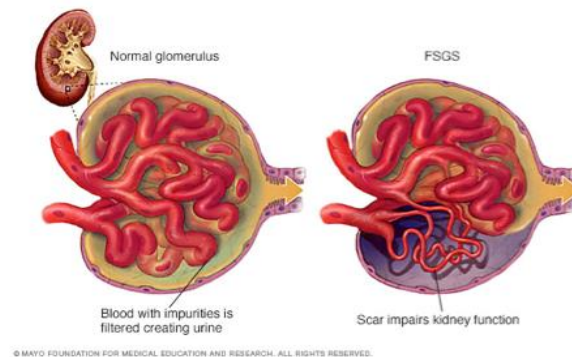 Normal glomerulus
FSGS
Blood with impurities is
filtered creating urine
Scar impairs kidney function
© MAYO FOUNDATION FOR MEDICAL EDUCATION AND RESEARCH. ALL RIGHTS RESERVED.